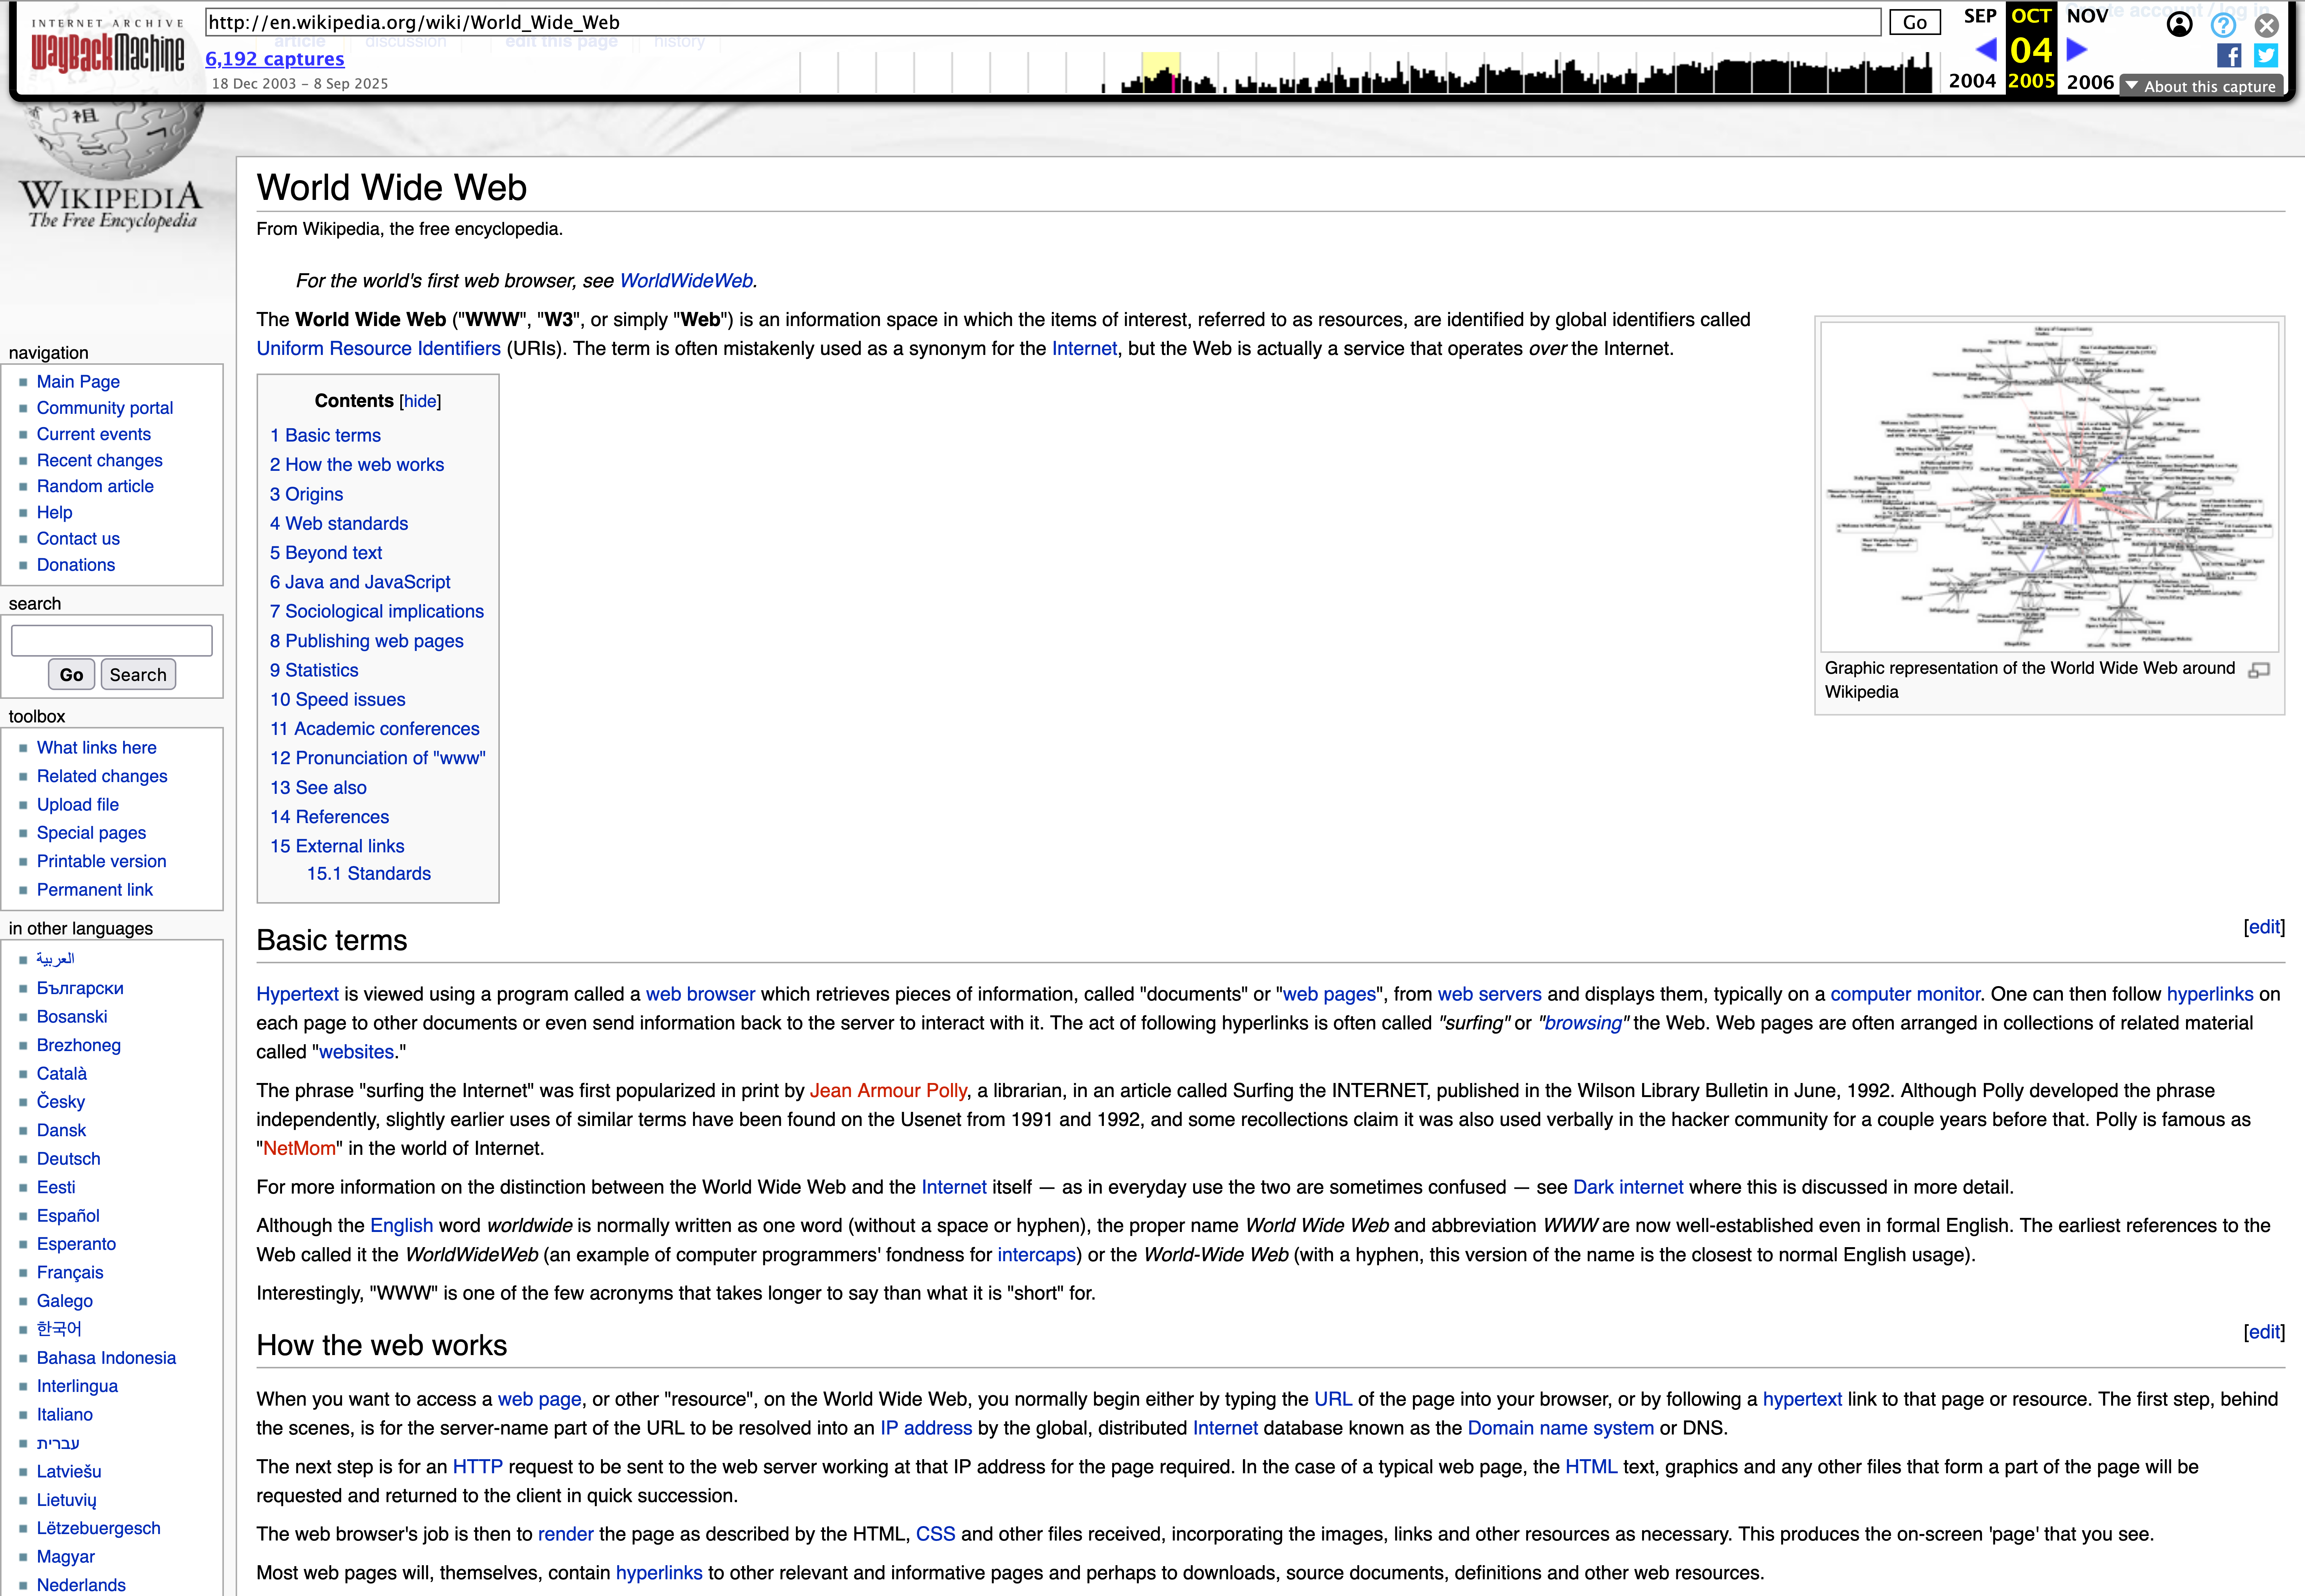 INTERNET ARCHIVE
WayBackMachine
http://en.wikipedia.org/wiki/World_Wide_Web
Go
6,192 captures
18 Dec 2003 – 8 Sep 2025
SEP OCT NOV
04
2004 2005 2006
About this capture
Create account / log in
article discussion edit this page history
祖
WIKIPEDIA
The Free Encyclopedia
navigation
Main Page
Community portal
Current events
Recent changes
Random article
Help
Contact us
Donations
search
Go Search
toolbox
What links here
Related changes
Upload file
Special pages
Printable version
Permanent link
in other languages
العربية
Български
Bosanski
Brezhoneg
Català
Česky
Dansk
Deutsch
Eesti
Español
Esperanto
Français
Galego
한국어
Bahasa Indonesia
Interlingua
Italiano
עברית
Latviešu
Lietuvių
Lëtzebuergesch
Magyar
Nederlands
World Wide Web
From Wikipedia, the free encyclopedia.
For the world's first web browser, see WorldWideWeb.
The World Wide Web ("WWW", "W3", or simply "Web") is an information space in which the items of interest, referred to as resources, are identified by global identifiers called
Uniform Resource Identifiers (URIs). The term is often mistakenly used as a synonym for the Internet, but the Web is actually a service that operates over the Internet.
Graphic representation of the World Wide Web around
Wikipedia
Contents [hide]
1 Basic terms
2 How the web works
3 Origins
4 Web standards
5 Beyond text
6 Java and JavaScript
7 Sociological implications
8 Publishing web pages
9 Statistics
10 Speed issues
11 Academic conferences
12 Pronunciation of "www"
13 See also
14 References
15 External links
15.1 Standards
Basic terms [edit]
Hypertext is viewed using a program called a web browser which retrieves pieces of information, called "documents" or "web pages", from web servers and displays them, typically on a computer monitor. One can then follow hyperlinks on
each page to other documents or even send information back to the server to interact with it. The act of following hyperlinks is often called "surfing" or "browsing" the Web. Web pages are often arranged in collections of related material
called "websites."
The phrase "surfing the Internet" was first popularized in print by Jean Armour Polly, a librarian, in an article called Surfing the INTERNET, published in the Wilson Library Bulletin in June, 1992. Although Polly developed the phrase
independently, slightly earlier uses of similar terms have been found on the Usenet from 1991 and 1992, and some recollections claim it was also used verbally in the hacker community for a couple years before that. Polly is famous as
"NetMom" in the world of Internet.
For more information on the distinction between the World Wide Web and the Internet itself — as in everyday use the two are sometimes confused — see Dark internet where this is discussed in more detail.
Although the English word worldwide is normally written as one word (without a space or hyphen), the proper name World Wide Web and abbreviation WWW are now well-established even in formal English. The earliest references to the
Web called it the WorldWideWeb (an example of computer programmers' fondness for intercaps) or the World-Wide Web (with a hyphen, this version of the name is the closest to normal English usage).
Interestingly, "WWW" is one of the few acronyms that takes longer to say than what it is "short" for.
How the web works [edit]
When you want to access a web page, or other "resource", on the World Wide Web, you normally begin either by typing the URL of the page into your browser, or by following a hypertext link to that page or resource. The first step, behind
the scenes, is for the server-name part of the URL to be resolved into an IP address by the global, distributed Internet database known as the Domain name system or DNS.
The next step is for an HTTP request to be sent to the web server working at that IP address for the page required. In the case of a typical web page, the HTML text, graphics and any other files that form a part of the page will be
requested and returned to the client in quick succession.
The web browser's job is then to render the page as described by the HTML, CSS and other files received, incorporating the images, links and other resources as necessary. This produces the on-screen 'page' that you see.
Most web pages will, themselves, contain hyperlinks to other relevant and informative pages and perhaps to downloads, source documents, definitions and other web resources.